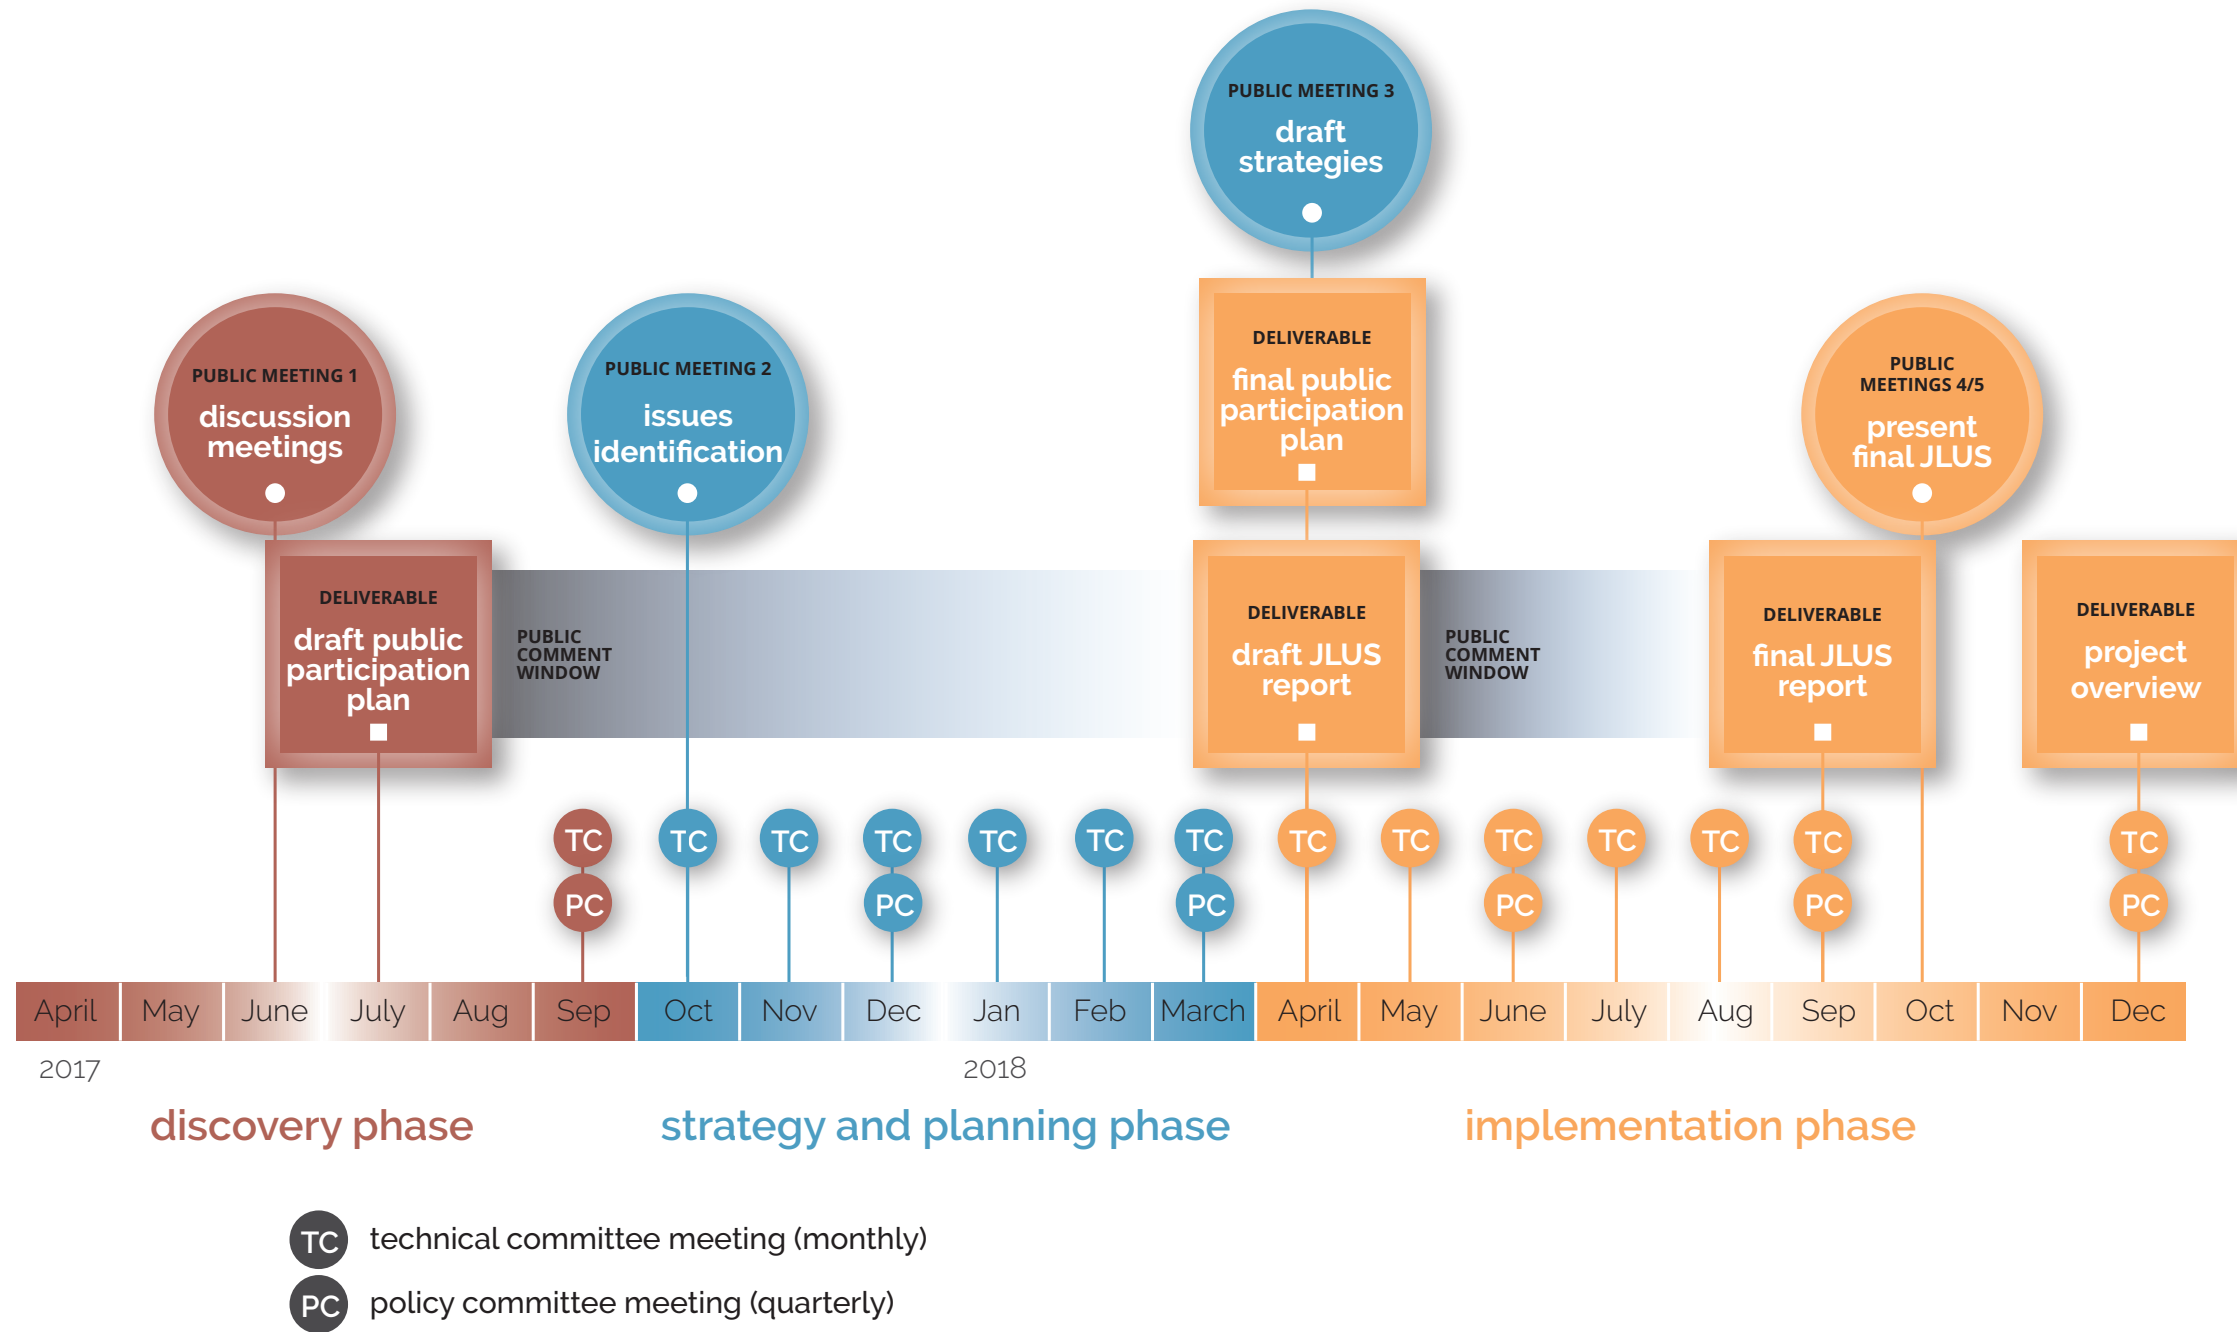 PUBLIC MEETING 3
draft
strategies
PUBLIC MEETING 1
discussion
meetings
PUBLIC MEETING 2
issues
identification
DELIVERABLE
final public
participation
plan
PUBLIC
MEETINGS 4/5
present
final JLUS
DELIVERABLE
draft public
participation
plan
PUBLIC
COMMENT
WINDOW
DELIVERABLE
draft JLUS
report
PUBLIC
COMMENT
WINDOW
DELIVERABLE
final JLUS
report
DELIVERABLE
project
overview
TC TC TC TC TC TC TC TC TC TC TC TC TC TC
PC PC PC PC PC PC
April May June July Aug Sep Oct Nov Dec Jan Feb March April May June July Aug Sep Oct Nov Dec
2017 2018
discovery phase strategy and planning phase implementation phase
TC technical committee meeting (monthly)
PC policy committee meeting (quarterly)